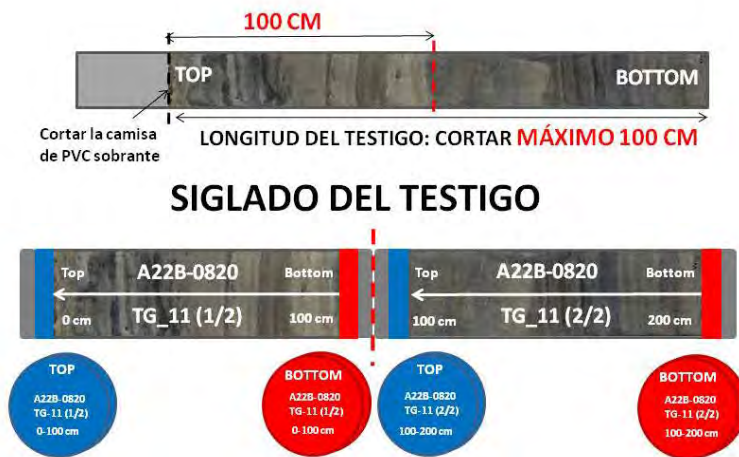 100 CM
TOP
BOTTOM
Cortar la camisa
de PVC sobrante
LONGITUD DEL TESTIGO: CORTAR MÁXIMO 100 CM
SIGLADO DEL TESTIGO
Top
A22B-0820
Bottom
0 cm
TG_11 (1/2)
100 cm
Top
A22B-0820
Bottom
100 cm
TG_11 (2/2)
200 cm
TOP
A22B-0820
TG-11 (1/2)
0-100 cm
BOTTOM
A22B-0820
TG-11 (1/2)
0-100 cm
TOP
A22B-0820
TG-11 (2/2)
100-200 cm
BOTTOM
A22B-0820
TG-11 (2/2)
100-200 cm